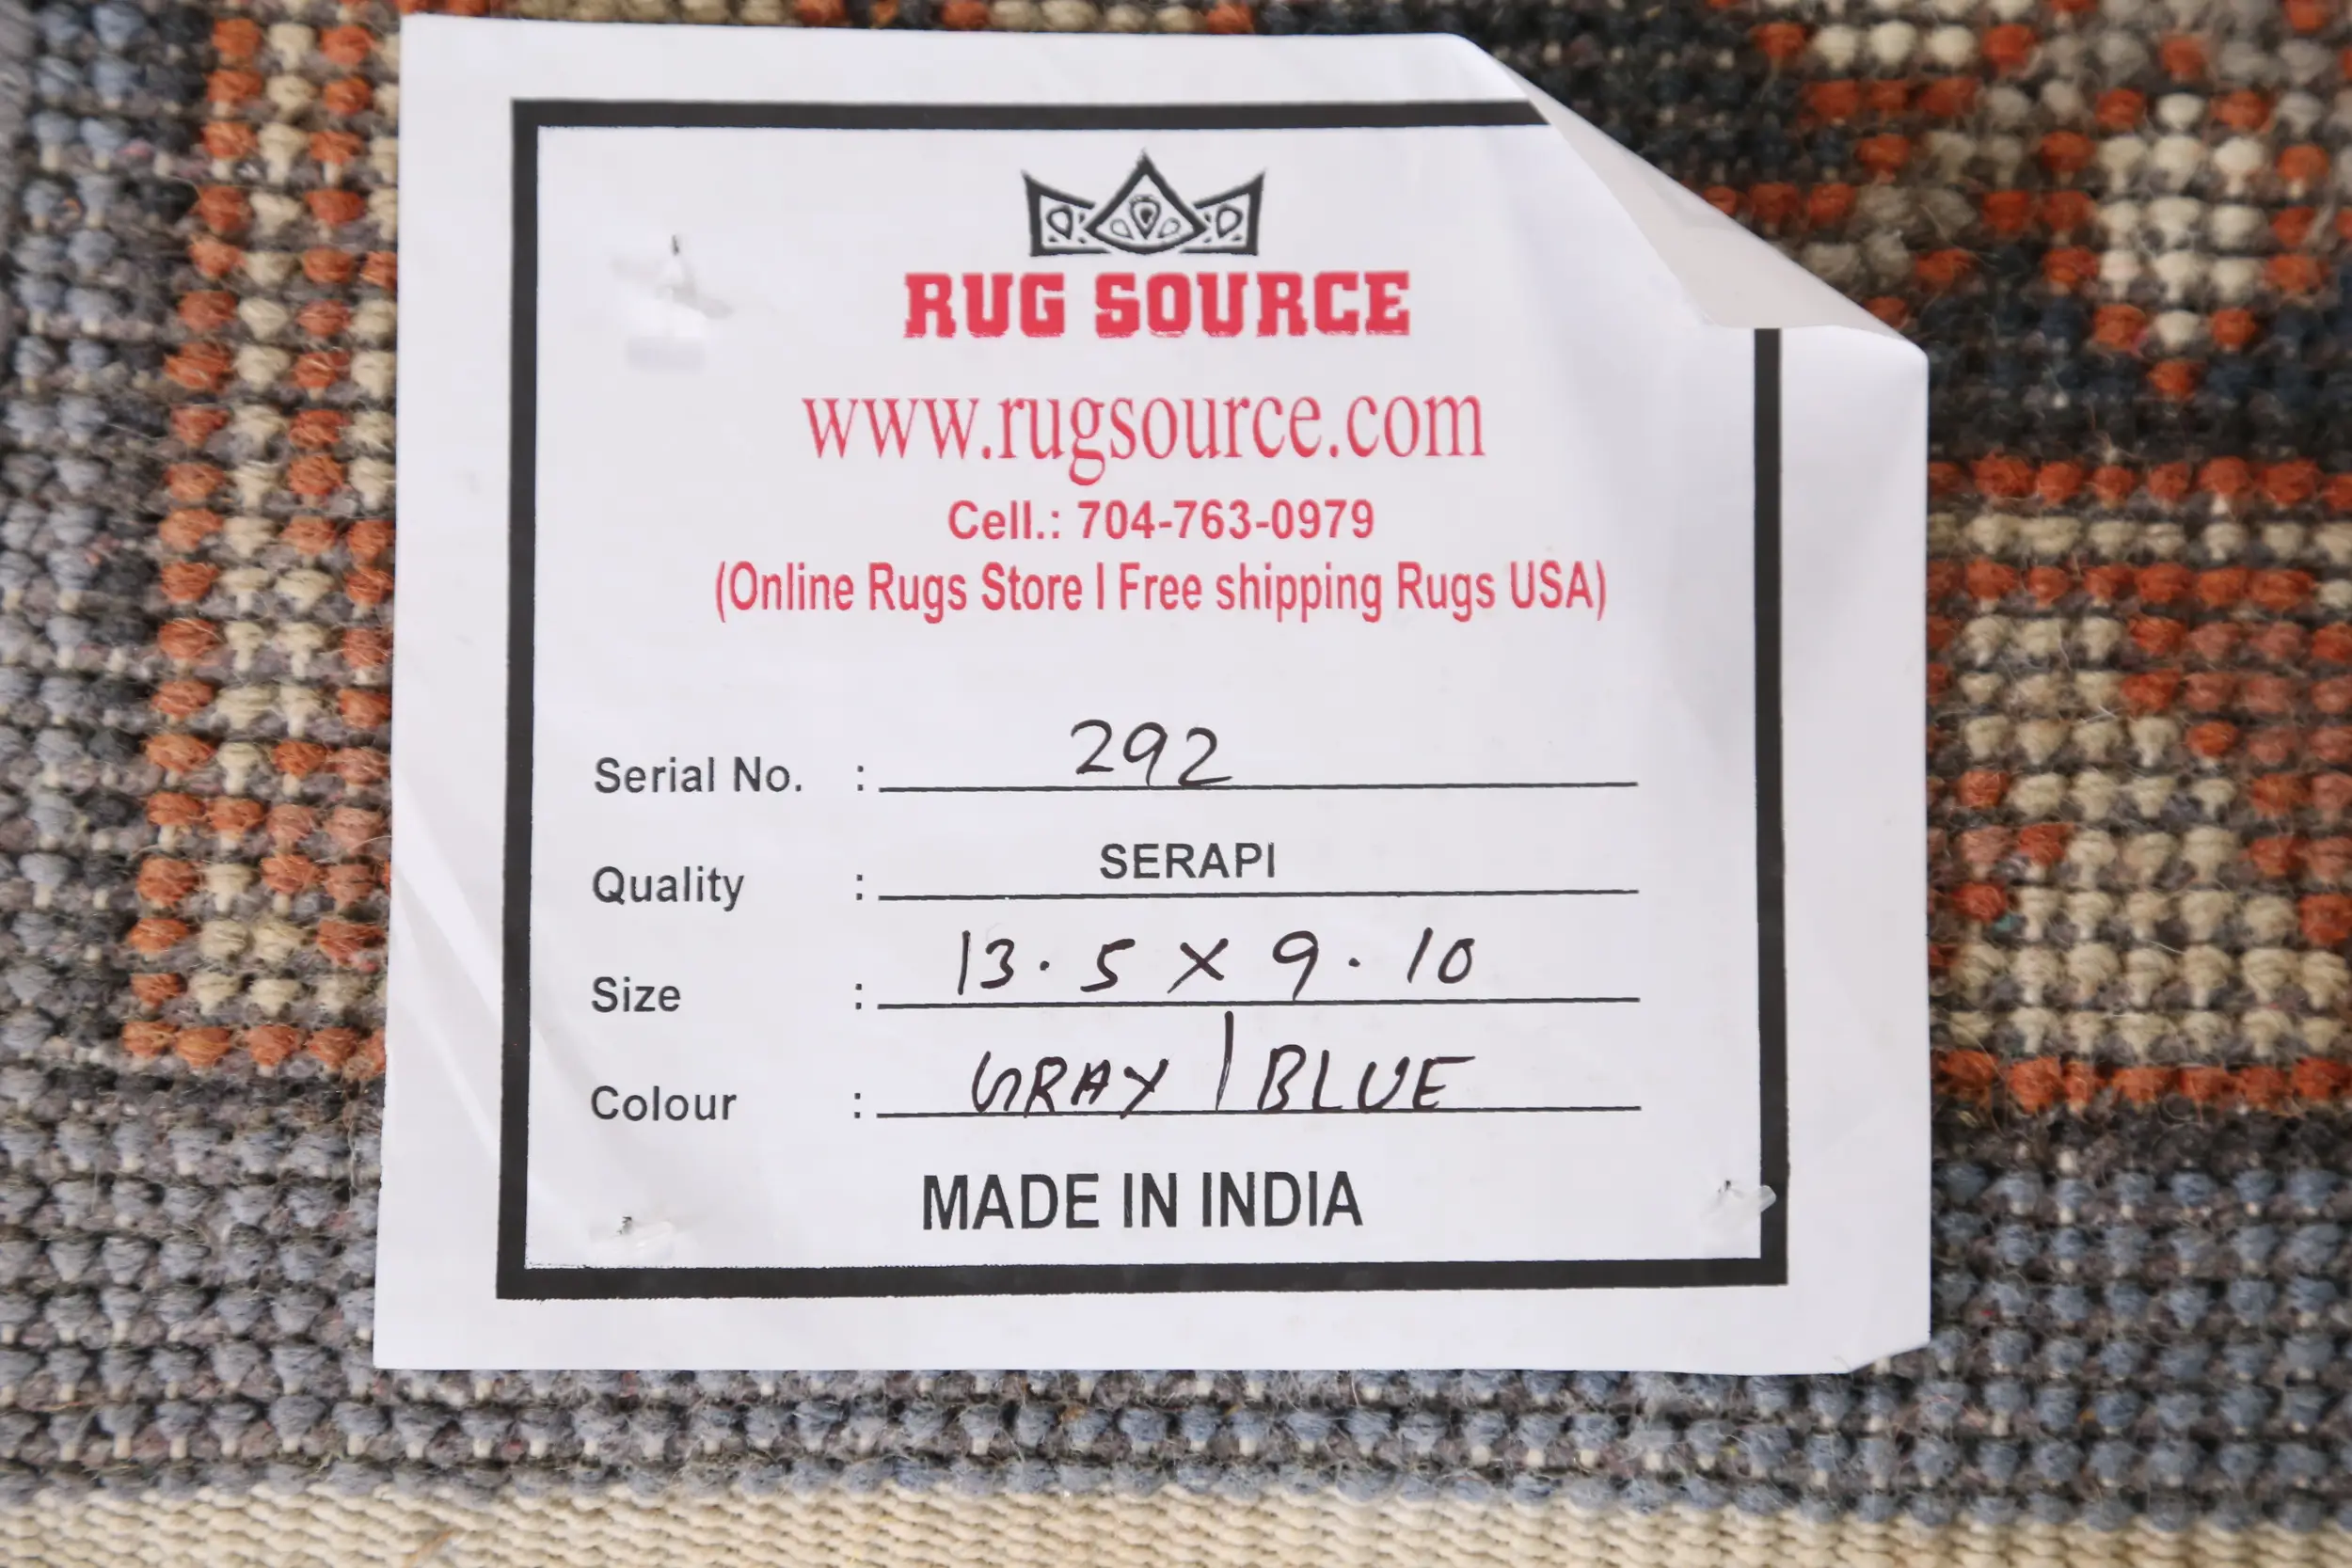 RUG SOURCE
www.rugsource.com
Cell.: 704-763-0979
(Online Rugs Store I Free shipping Rugs USA)
Serial No. : 292
Quality : SERAPI
Size : 13.5 X 9.10
Colour : GRAY | BLUE
MADE IN INDIA